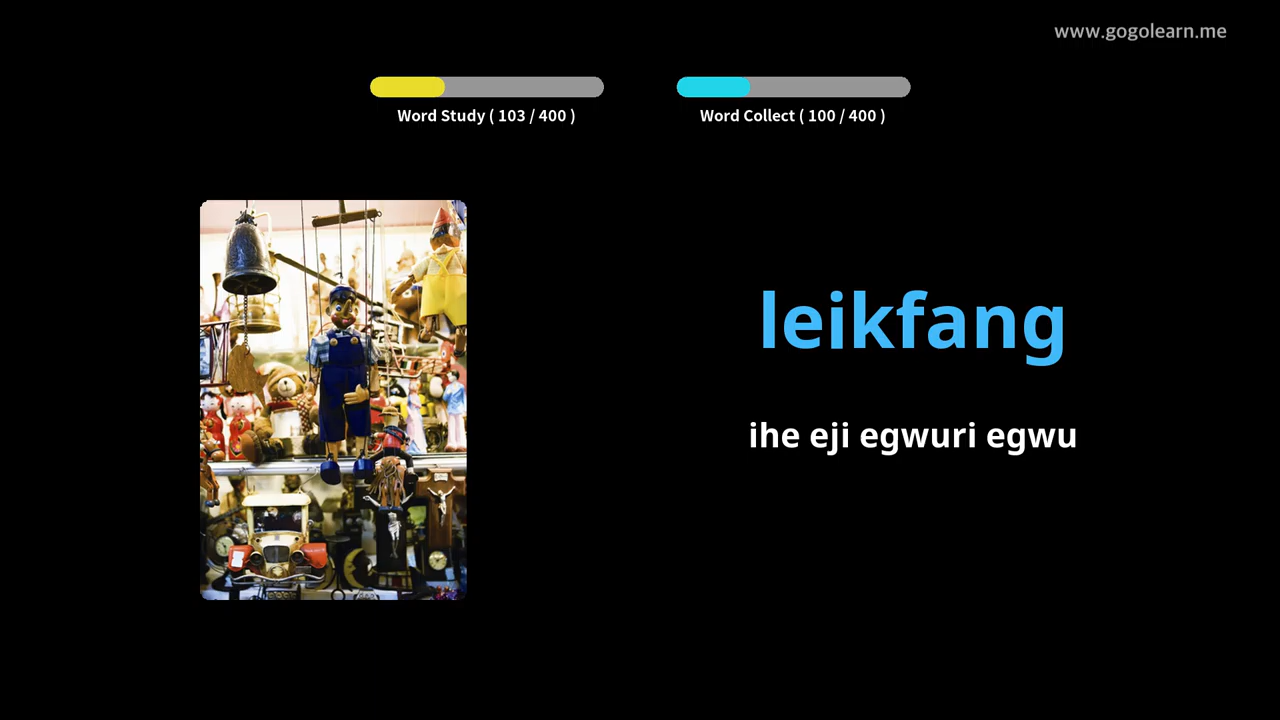 www.gogolearn.me
Word Study ( 103 / 400 )
Word Collect ( 100 / 400 )
leikfang
ihe eji egwuri egwu